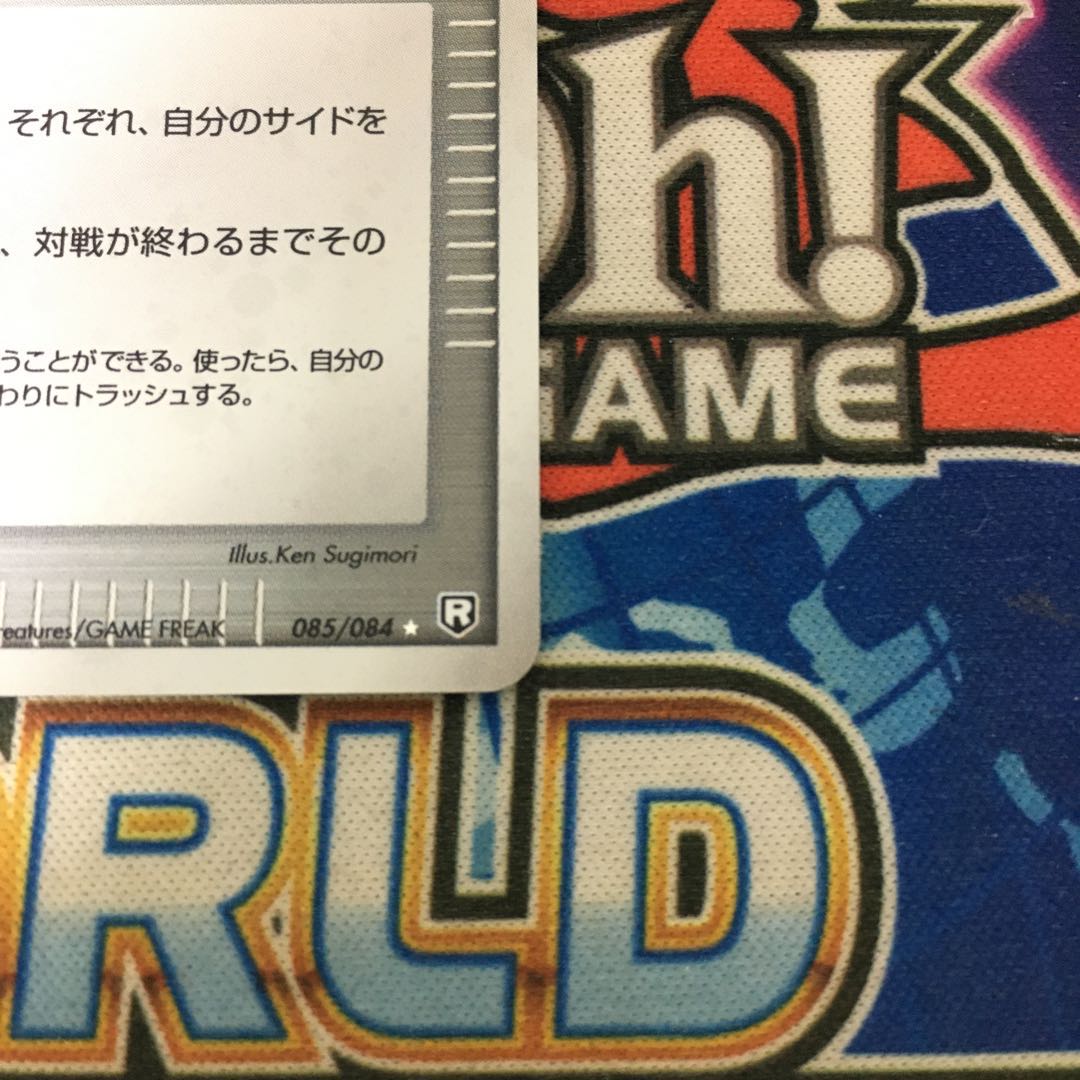 それぞれ、自分のサイドを
、対戦が終わるまでその
うことができる。使ったら、自分の
わりにトラッシュする。
Illus.Ken Sugimori
eatures/GAME FREAK 085/084 ★ R
oh!
GAME
RLD